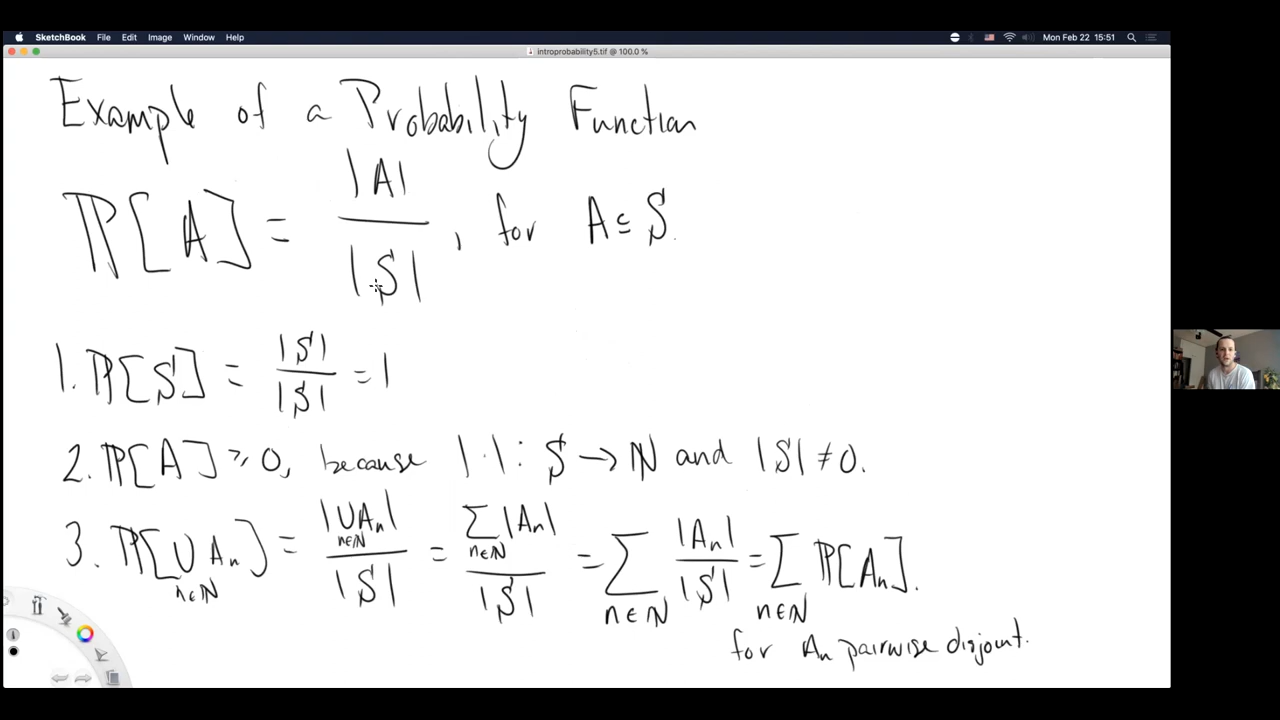 SketchBook File Edit Image Window Help Mon Feb 22 15:51
introprobability5.tif @ 100.0 %
Example of a Probability Function
ℙ[A] = |A| / |S| , for A ⊆ S.
1. ℙ[S] = |S| / |S| = 1
2. ℙ[A] ≥ 0, because |·| : S → ℕ and |S| ≠ 0.
3. ℙ[∪_{n∈ℕ} A_n] = |∪_{n∈ℕ} A_n| / |S| = ∑_{n∈ℕ} |A_n| / |S| = ∑_{n∈ℕ} |A_n| / |S| = ∑_{n∈ℕ} ℙ[A_n].
for A_n pairwise disjoint.